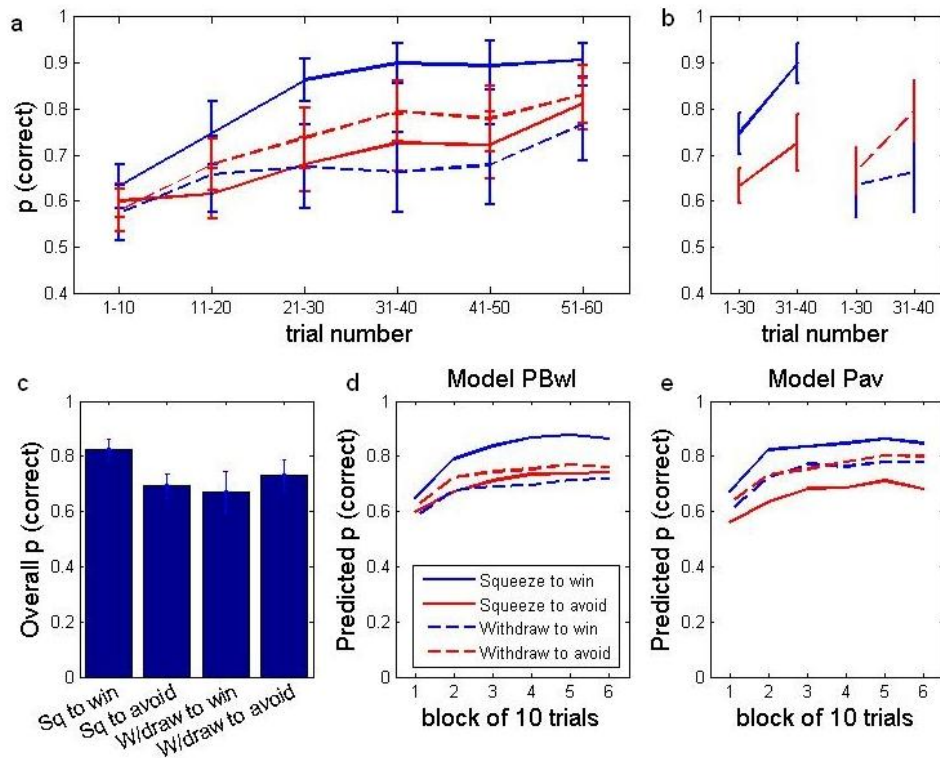 a
1
0.9
0.8
0.7
0.6
0.5
0.4
p (correct)
1-10 11-20 21-30 31-40 41-50 51-60
trial number
b
1
0.9
0.8
0.7
0.6
0.5
0.4
1-30 31-40 1-30 31-40
trial number
c
1
0.8
0.6
0.4
0.2
0
Overall p (correct)
Sq to win
Sq to avoid
W/draw to win
W/draw to avoid
d
Model PBwl
1
0.8
0.6
0.4
0.2
0
Predicted p (correct)
Squeeze to win
Squeeze to avoid
Withdraw to win
Withdraw to avoid
1 2 3 4 5 6
block of 10 trials
e
Model Pav
1
0.8
0.6
0.4
0.2
0
Predicted p (correct)
1 2 3 4 5 6
block of 10 trials